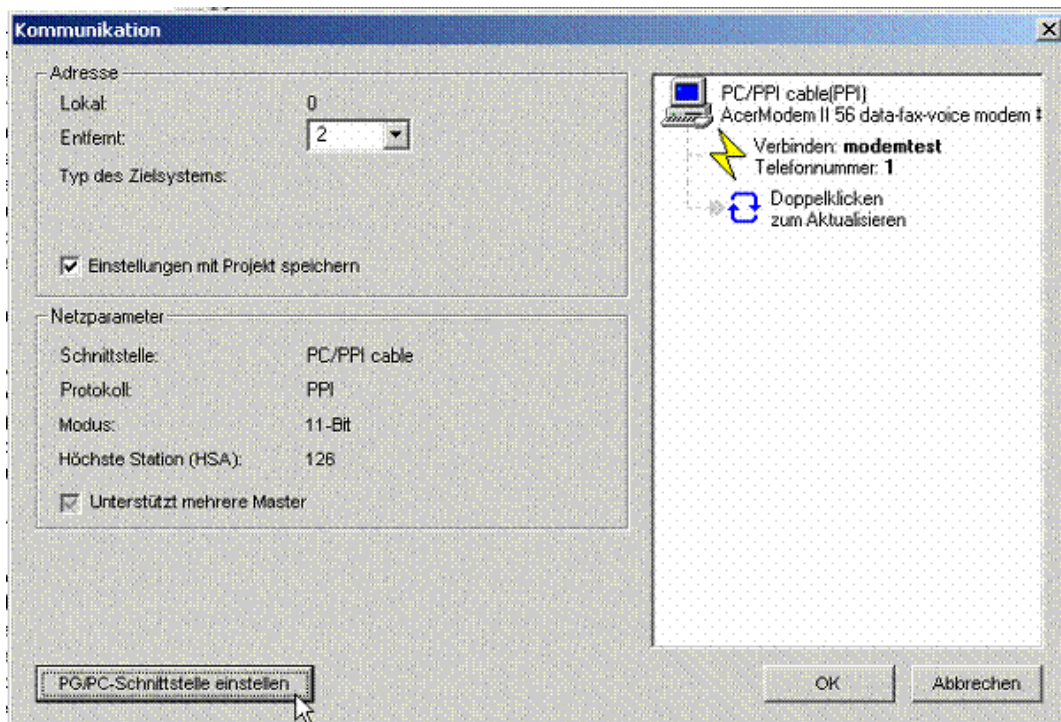 Kommunikation
Adresse
Lokal: 0
Entfernt: 2
Typ des Zielsystems:
Einstellungen mit Projekt speichern
Netzparameter
Schnittstelle: PC/PPI cable
Protokoll: PPI
Modus: 11-Bit
Höchste Station (HSA): 126
Unterstützt mehrere Master
PG/PC-Schnittstelle einstellen
PC/PPI cable(PPI)
AcerModem II 56 data-fax-voice modem
Verbinden: modemtest
Telefonnummer: 1
Doppelklicken
zum Aktualisieren
OK
Abbrechen